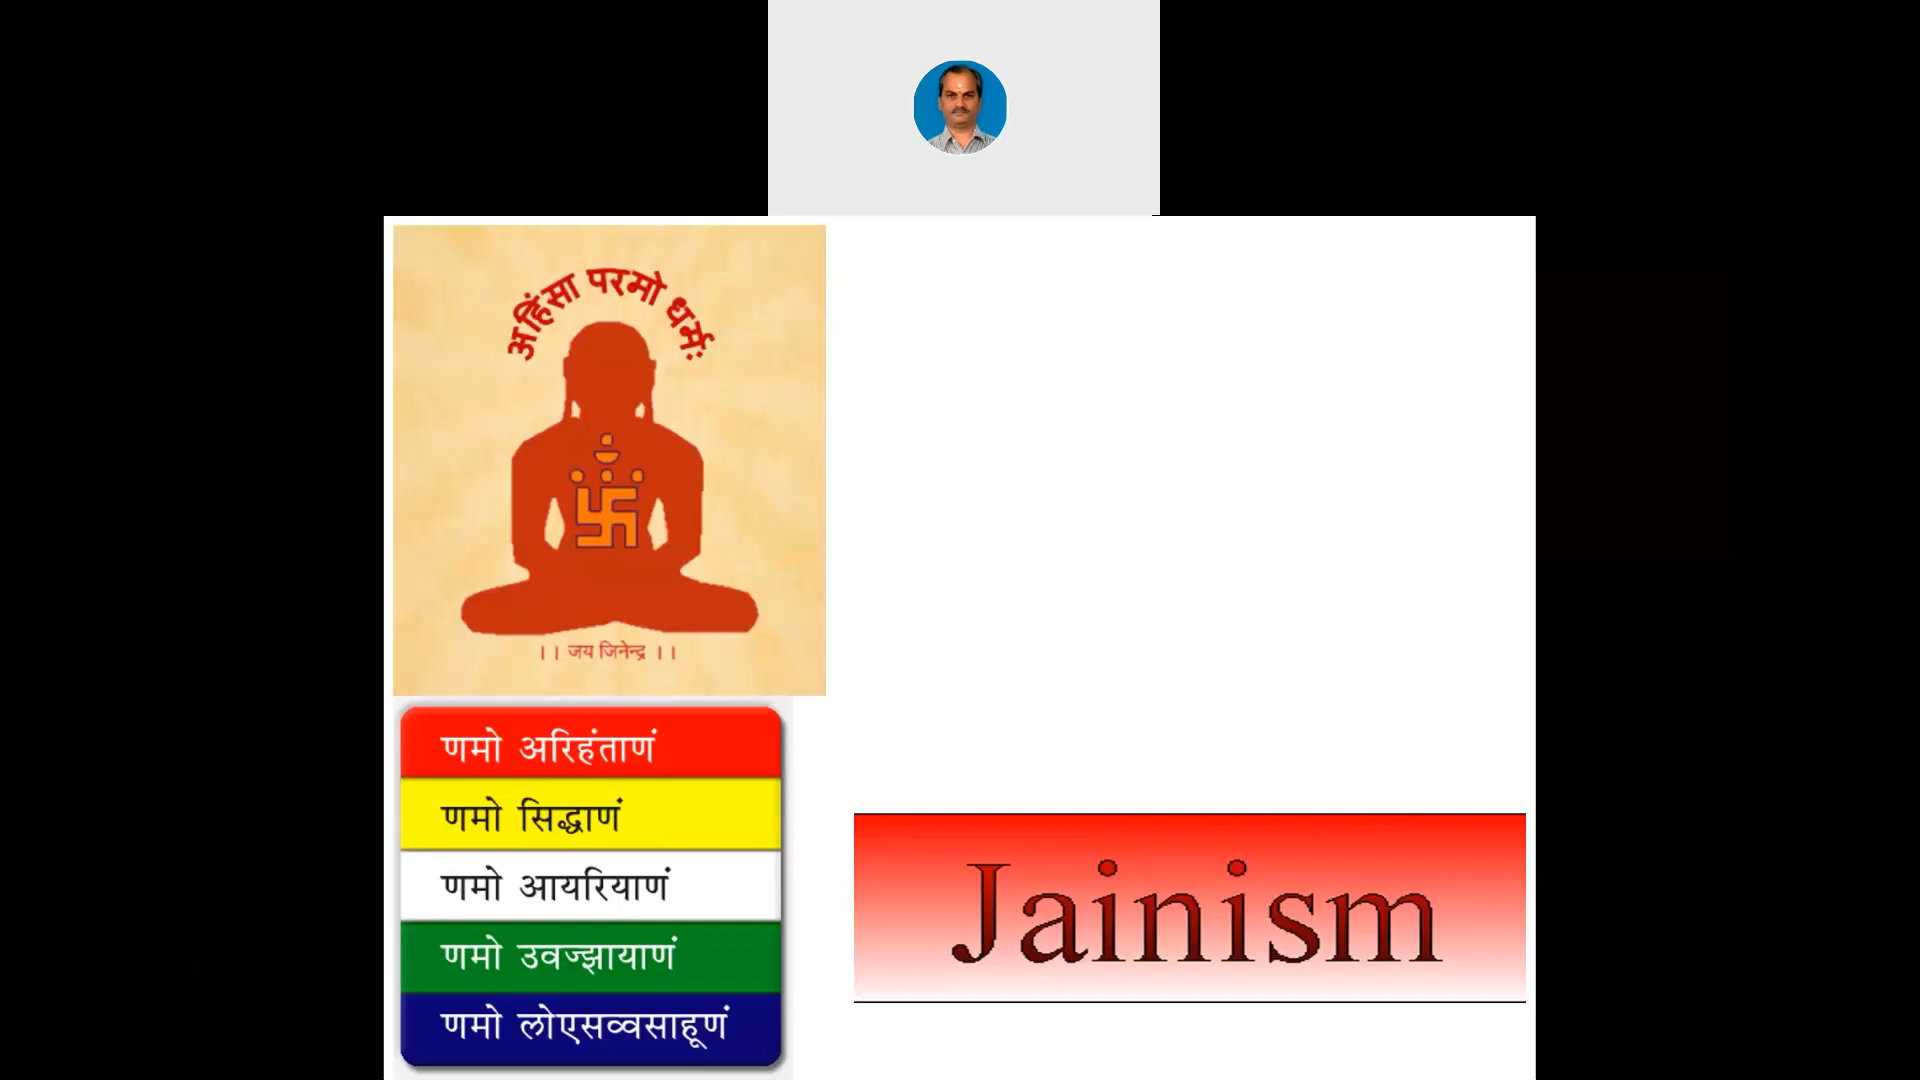 अहिंसा परमो धर्मः
।। जय जिनेन्द्र ।।
णमो अरिहंताणं
णमो सिद्धाणं
णमो आयरियाणं
णमो उवज्झायाणं
णमो लोएसव्वसाहूणं
Jainism